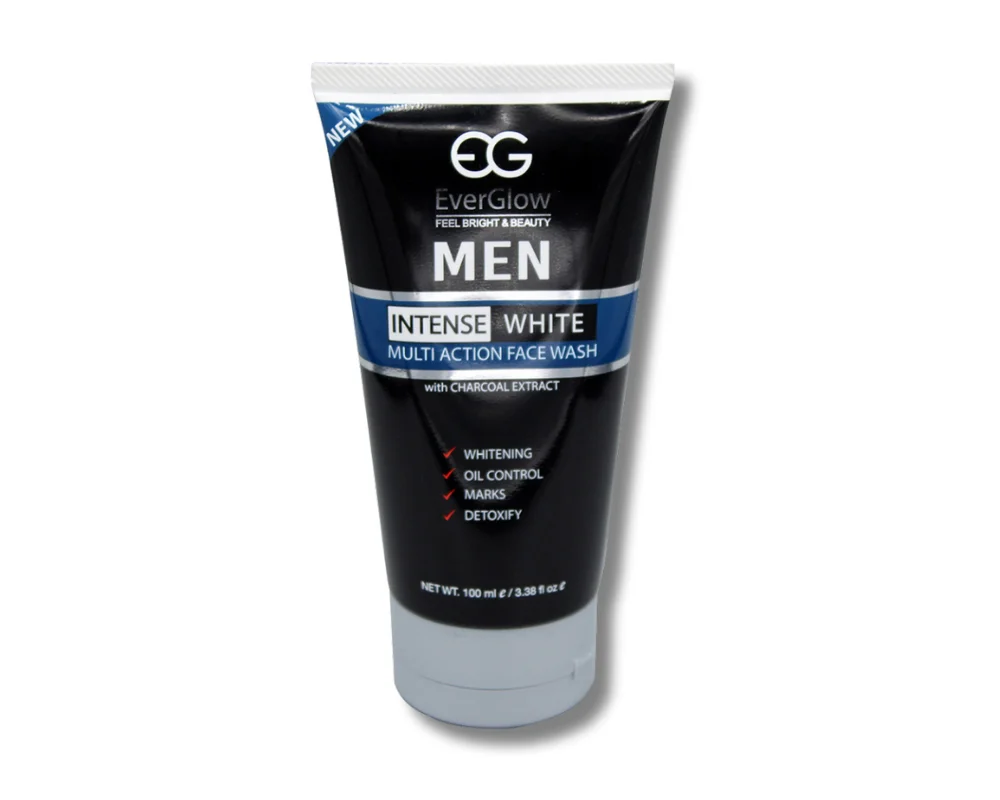 NEW
EG
EverGlow
FEEL BRIGHT & BEAUTY
MEN
INTENSE WHITE
MULTI ACTION FACE WASH
with CHARCOAL EXTRACT
WHITENING
OIL CONTROL
MARKS
DETOXIFY
NET WT. 100 ml e / 3.38 fl oz e